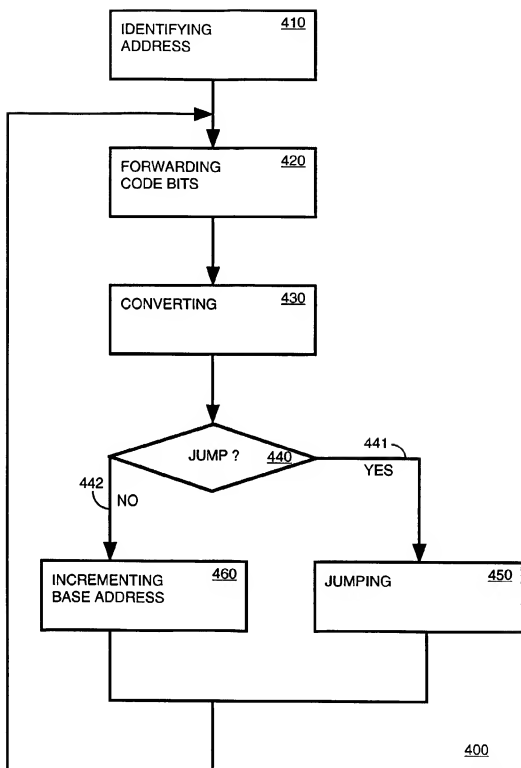 IDENTIFYING 410
ADDRESS
FORWARDING 420
CODE BITS
CONVERTING 430
JUMP ? 440
441
YES
442
NO
INCREMENTING 460
BASE ADDRESS
JUMPING 450
400